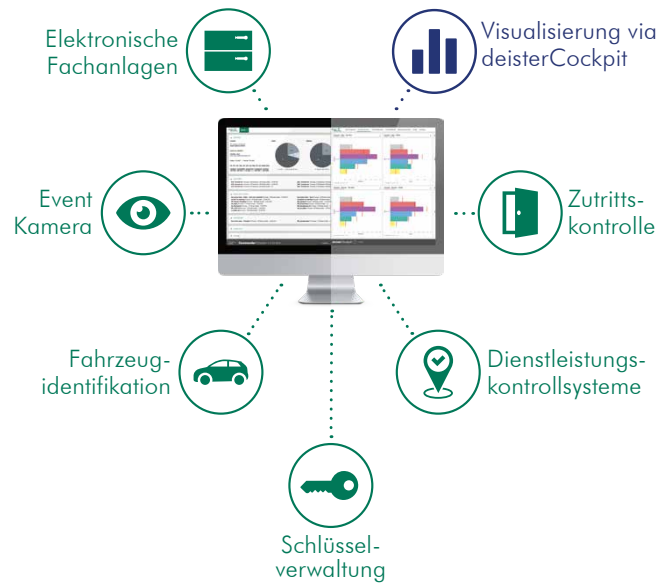 Elektronische
Fachanlagen
Visualisierung via
deisterCockpit
Event
Kamera
Zutritts-
kontrolle
Fahrzeug-
identifikation
Dienstleistungs-
kontrollsysteme
Schlüssel-
verwaltung